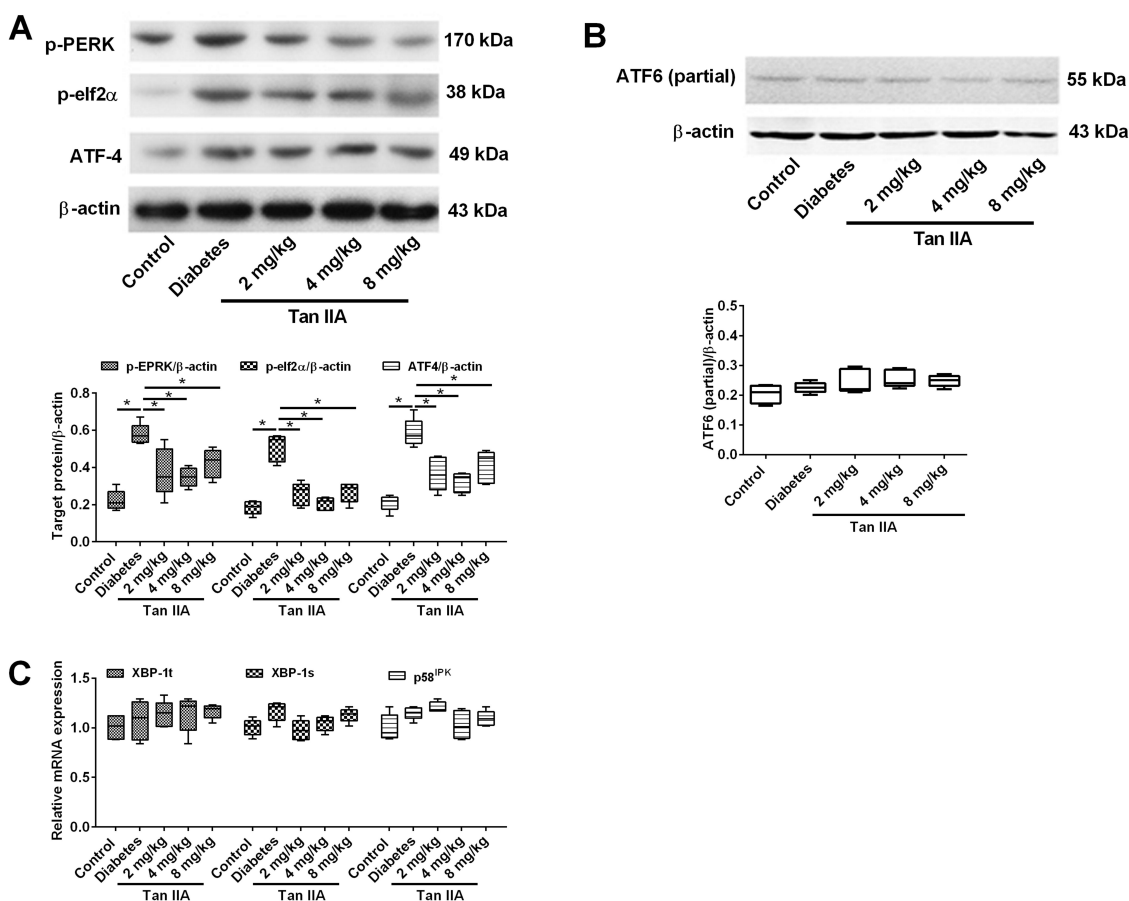 A
p-PERK
170 kDa
p-elf2α
38 kDa
ATF-4
49 kDa
β-actin
43 kDa
Control
Diabetes
2 mg/kg
4 mg/kg
8 mg/kg
Tan IIA
p-EPRK/β-actin
p-elf2α/β-actin
ATF4/β-actin
Target protein/β-actin
0.8
0.6
0.4
0.2
0.0
* * * *
* * * *
* * * *
Control
Diabetes
2 mg/kg
4 mg/kg
8 mg/kg
Tan IIA
Control
Diabetes
2 mg/kg
4 mg/kg
8 mg/kg
Tan IIA
Control
Diabetes
2 mg/kg
4 mg/kg
8 mg/kg
Tan IIA
B
ATF6 (partial)
55 kDa
β-actin
43 kDa
Control
Diabetes
2 mg/kg
4 mg/kg
8 mg/kg
Tan IIA
ATF6 (partial)/β-actin
0.5
0.4
0.3
0.2
0.1
0.0
Control
Diabetes
2 mg/kg
4 mg/kg
8 mg/kg
Tan IIA
C
XBP-1t
XBP-1s
p58IPK
Relative mRNA expression
1.5
1.0
0.5
0.0
Control
Diabetes
2 mg/kg
4 mg/kg
8 mg/kg
Tan IIA
Control
Diabetes
2 mg/kg
4 mg/kg
8 mg/kg
Tan IIA
Control
Diabetes
2 mg/kg
4 mg/kg
8 mg/kg
Tan IIA